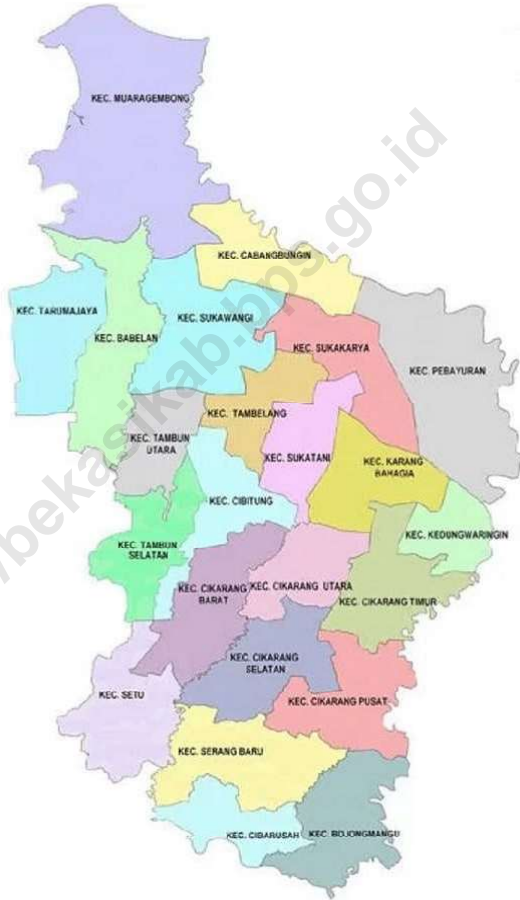 KEC. MUARAGEMBONG
KEC. CABANGBUNGIN
KEC. TARUMAJAYA
KEC. BABELAN
KEC. SUKAWANGI
KEC. SUKAKARYA
KEC. PEBAYURAN
KEC. TAMBELANG
KEC. TAMBUN
UTARA
KEC. SUKATANI
KEC. KARANG
BAHAGIA
KEC. CIBITUNG
KEC. KEDUNGWARINGIN
KEC. TAMBUN
SELATAN
KEC. CIKARANG
BARAT
KEC. CIKARANG UTARA
KEC. CIKARANG TIMUR
KEC. CIKARANG
SELATAN
KEC. SETU
KEC. CIKARANG PUSAT
KEC. SERANG BARU
KEC. CIBARUSAH
KEC. BOJONGMANGU
/bekasikab.bps.go.id